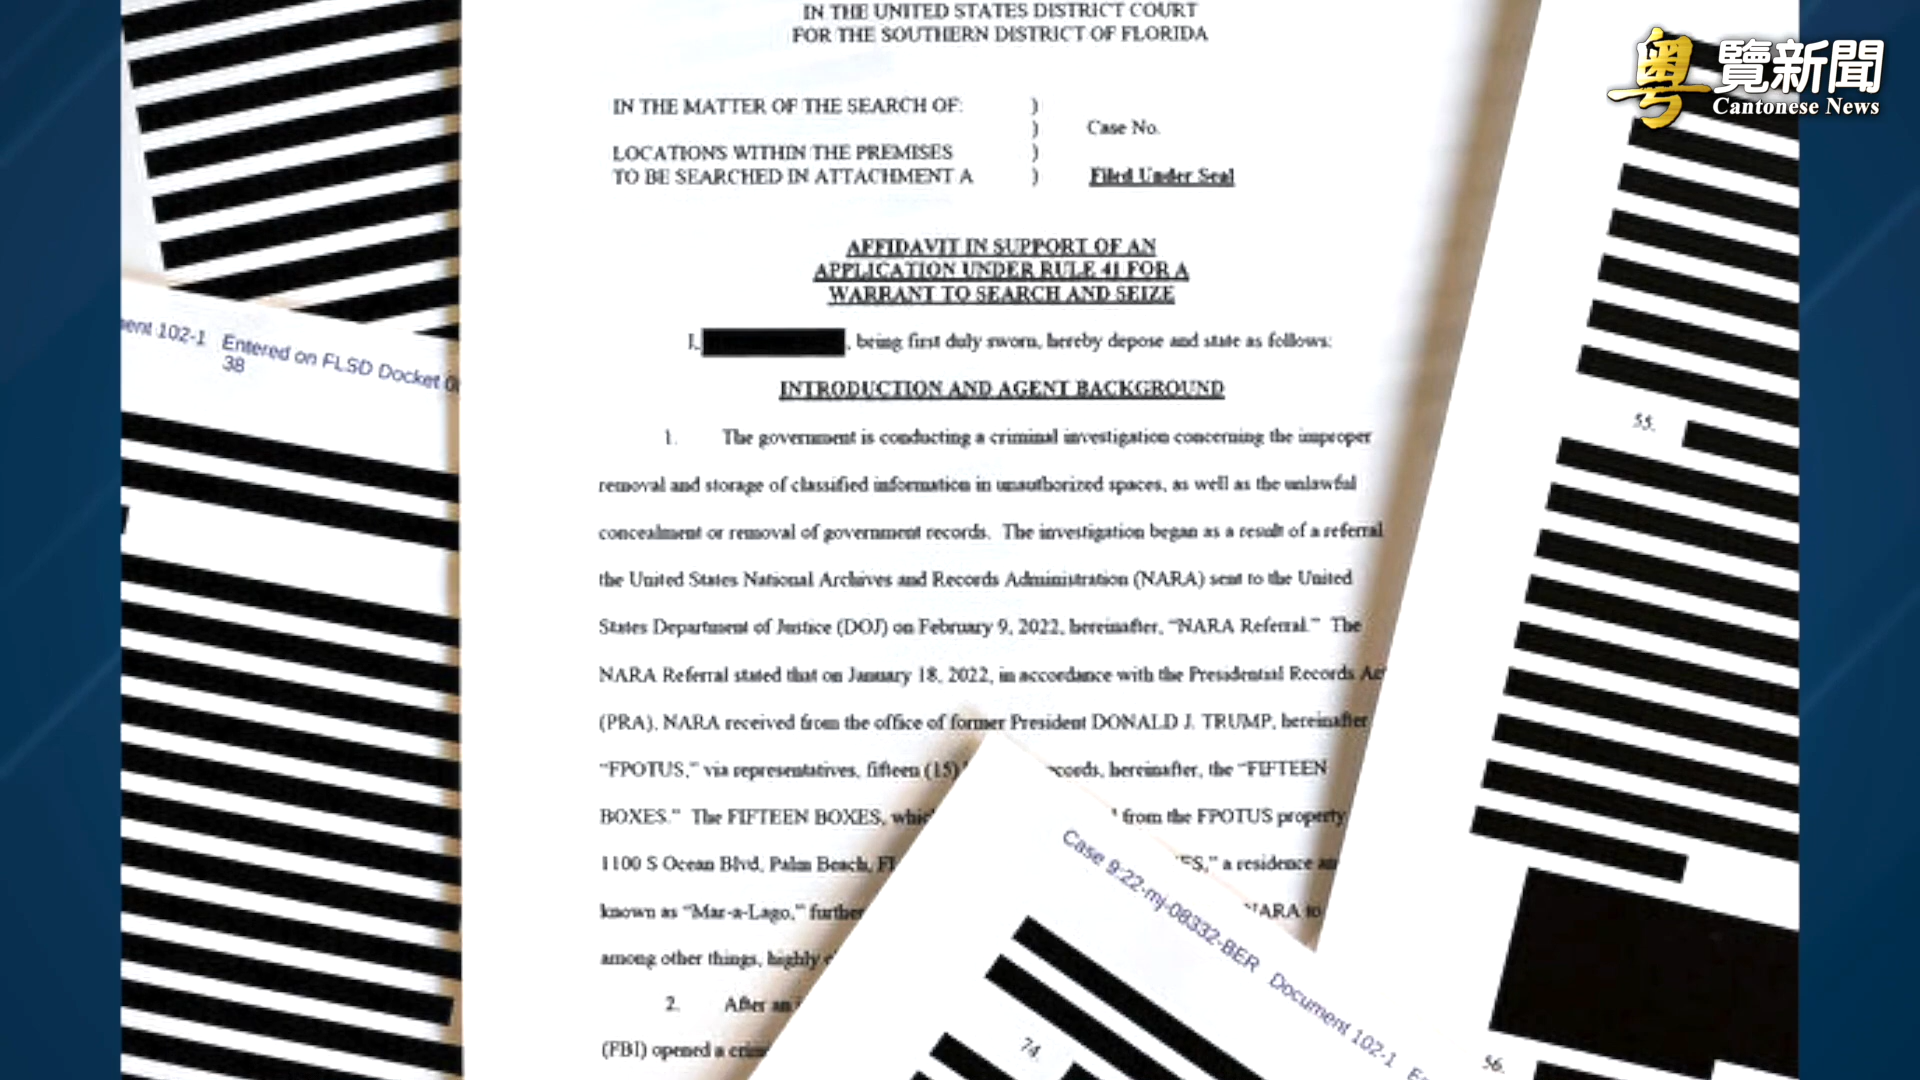 粵覽新聞
Cantonese News
IN THE UNITED STATES DISTRICT COURT
FOR THE SOUTHERN DISTRICT OF FLORIDA
IN THE MATTER OF THE SEARCH OF: )
) Case No.
LOCATIONS WITHIN THE PREMISES )
TO BE SEARCHED IN ATTACHMENT A ) Filed Under Seal
AFFIDAVIT IN SUPPORT OF AN
APPLICATION UNDER RULE 41 FOR A
WARRANT TO SEARCH AND SEIZE
I, , being first duly sworn, hereby depose and state as follows:
INTRODUCTION AND AGENT BACKGROUND
1. The government is conducting a criminal investigation concerning the improper
removal and storage of classified information in unauthorized spaces, as well as the unlawful
concealment or removal of government records. The investigation began as a result of a referral
the United States National Archives and Records Administration (NARA) sent to the United
States Department of Justice (DOJ) on February 9, 2022, hereinafter, “NARA Referral.” The
NARA Referral stated that on January 18, 2022, in accordance with the Presidential Records Act
(PRA), NARA received from the office of former President DONALD J. TRUMP, hereinafter
“FPOTUS,” via representatives, fifteen (15) hereinafter, the “FIFTEEN
BOXES.” The FIFTEEN BOXES, from the FPOTUS property
1100 S Ocean Blvd, Palm Beach, a residence
known as “Mar-a-Lago,” NARA to
among other things, highly
2. After an
(FBI) opened a
102-1 Entered on FLSD Docket
38
55.
56.
Case 9:22-mj-08332-BER Document 102-1
74.